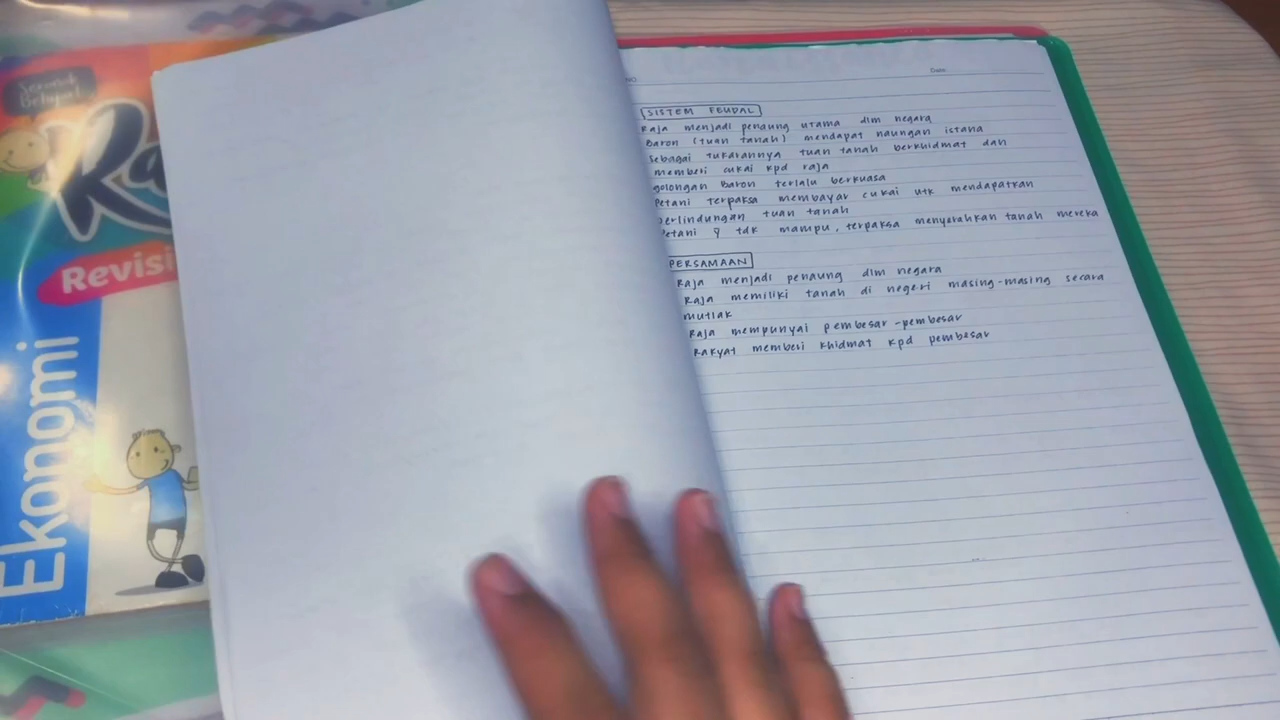 Seronok
Belajar
Revisi
Ekonomi
NO.
Date:
SISTEM FEUDAL
Raja menjadi penaung utama dlm negara
Baron (tuan tanah) mendapat naungan istana
Sebagai tukarannya tuan tanah berkhidmat dan
memberi cukai kpd raja
golongan Baron terlalu berkuasa
Petani terpaksa membayar cukai utk mendapatkan
perlindungan tuan tanah
Petani y tdk mampu, terpaksa menyerahkan tanah mereka
PERSAMAAN
Raja menjadi penaung dlm negara
Raja memiliki tanah di negeri masing-masing secara
mutlak
Raja mempunyai pembesar-pembesar
Rakyat memberi khidmat kpd pembesar